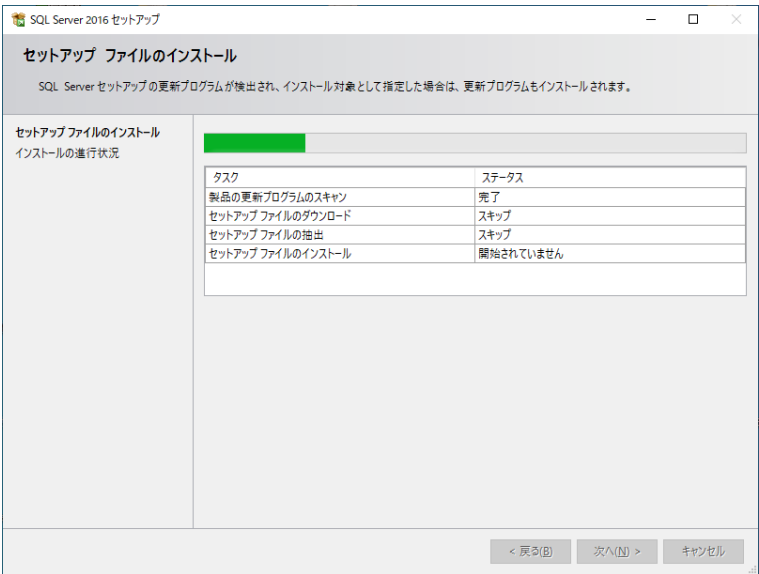 SQL Server 2016 セットアップ
セットアップ ファイルのインストール
SQL Server セットアップの更新プログラムが検出され、インストール対象として指定した場合は、更新プログラムもインストールされます。
セットアップ ファイルのインストール
インストールの進行状況
タスク ステータス
製品の更新プログラムのスキャン 完了
セットアップ ファイルのダウンロード スキップ
セットアップ ファイルの抽出 スキップ
セットアップ ファイルのインストール 開始されていません
< 戻る(B) 次へ(N) > キャンセル